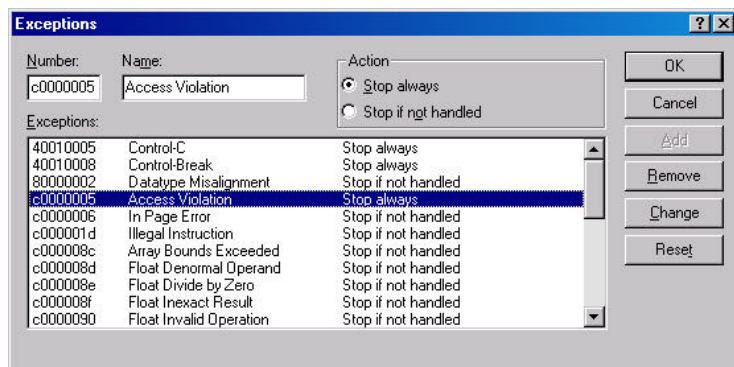 Exceptions
Number: Name: Action
c0000005 Access Violation Stop always
Stop if not handled
Exceptions:
40010005 Control-C Stop always
40010008 Control-Break Stop always
80000002 Datatype Misalignment Stop if not handled
c0000005 Access Violation Stop always
c0000006 In Page Error Stop if not handled
c000001d Illegal Instruction Stop if not handled
c000008c Array Bounds Exceeded Stop if not handled
c000008d Float Denormal Operand Stop if not handled
c000008e Float Divide by Zero Stop if not handled
c000008f Float Inexact Result Stop if not handled
c0000090 Float Invalid Operation Stop if not handled
OK
Cancel
Add
Remove
Change
Reset